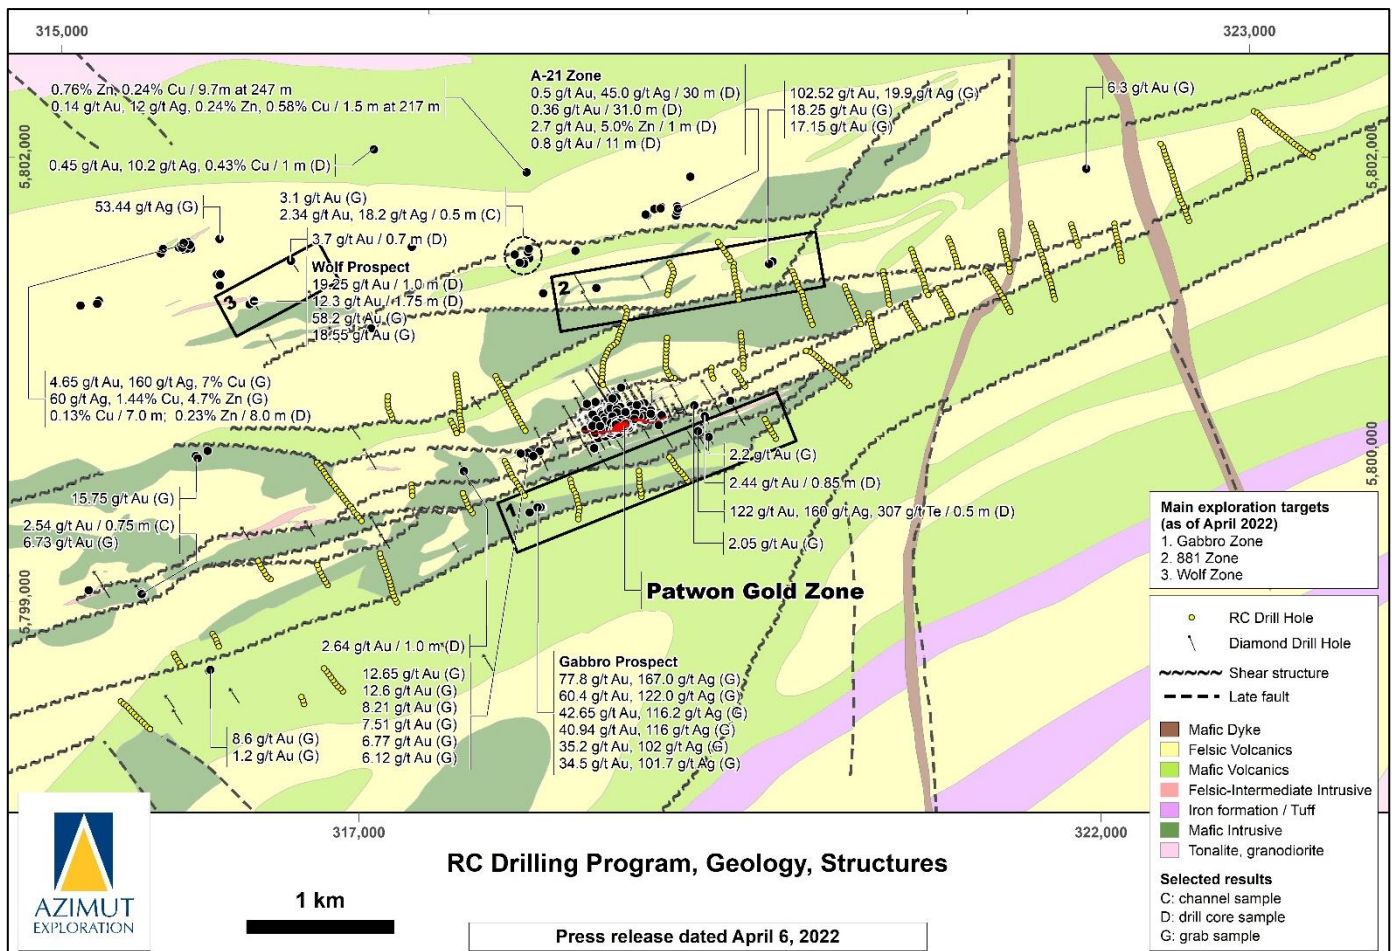 315,000
323,000
5,802,000
5,802,000
0.76% Zn, 0.24% Cu / 9.7m at 247 m
0.14 g/t Au, 12 g/t Ag, 0.24% Zn, 0.58% Cu / 1.5 m at 217 m
0.45 g/t Au, 10.2 g/t Ag, 0.43% Cu / 1 m (D)
A-21 Zone
0.5 g/t Au, 45.0 g/t Ag / 30 m (D)
0.36 g/t Au / 31.0 m (D)
2.7 g/t Au, 5.0% Zn / 1 m (D)
0.8 g/t Au / 11 m (D)
102.52 g/t Au, 19.9 g/t Ag (G)
18.25 g/t Au (G)
17.15 g/t Au (G)
6.3 g/t Au (G)
53.44 g/t Ag (G)
3.1 g/t Au (G)
2.34 g/t Au, 18.2 g/t Ag / 0.5 m (C)
3.7 g/t Au / 0.7 m (D)
Wolf Prospect
19.25 g/t Au / 1.0 m (D)
12.3 g/t Au / 1.75 m (D)
58.2 g/t Au (G)
18.55 g/t Au (G)
3
2
1
4.65 g/t Au, 160 g/t Ag, 7% Cu (G)
60 g/t Ag, 1.44% Cu, 4.7% Zn (G)
0.13% Cu / 7.0 m; 0.23% Zn / 8.0 m (D)
15.75 g/t Au (G)
2.54 g/t Au / 0.75 m (C)
6.73 g/t Au (G)
2.2 g/t Au (G)
2.44 g/t Au / 0.85 m (D)
122 g/t Au, 160 g/t Ag, 307 g/t Te / 0.5 m (D)
2.05 g/t Au (G)
Patwon Gold Zone
5,799,000
5,800,000
2.64 g/t Au / 1.0 m (D)
12.65 g/t Au (G)
12.6 g/t Au (G)
8.21 g/t Au (G)
7.51 g/t Au (G)
6.77 g/t Au (G)
6.12 g/t Au (G)
Gabbro Prospect
77.8 g/t Au, 167.0 g/t Ag (G)
60.4 g/t Au, 122.0 g/t Ag (G)
42.65 g/t Au, 116.2 g/t Ag (G)
40.94 g/t Au, 116 g/t Ag (G)
35.2 g/t Au, 102 g/t Ag (G)
34.5 g/t Au, 101.7 g/t Ag (G)
8.6 g/t Au (G)
1.2 g/t Au (G)
Main exploration targets
(as of April 2022)
1. Gabbro Zone
2. 881 Zone
3. Wolf Zone
RC Drill Hole
Diamond Drill Hole
Shear structure
Late fault
Mafic Dyke
Felsic Volcanics
Mafic Volcanics
Felsic-Intermediate Intrusive
Iron formation / Tuff
Mafic Intrusive
Tonalite, granodiorite
Selected results
C: channel sample
D: drill core sample
G: grab sample
317,000
322,000
RC Drilling Program, Geology, Structures
1 km
AZIMUT
EXPLORATION
Press release dated April 6, 2022